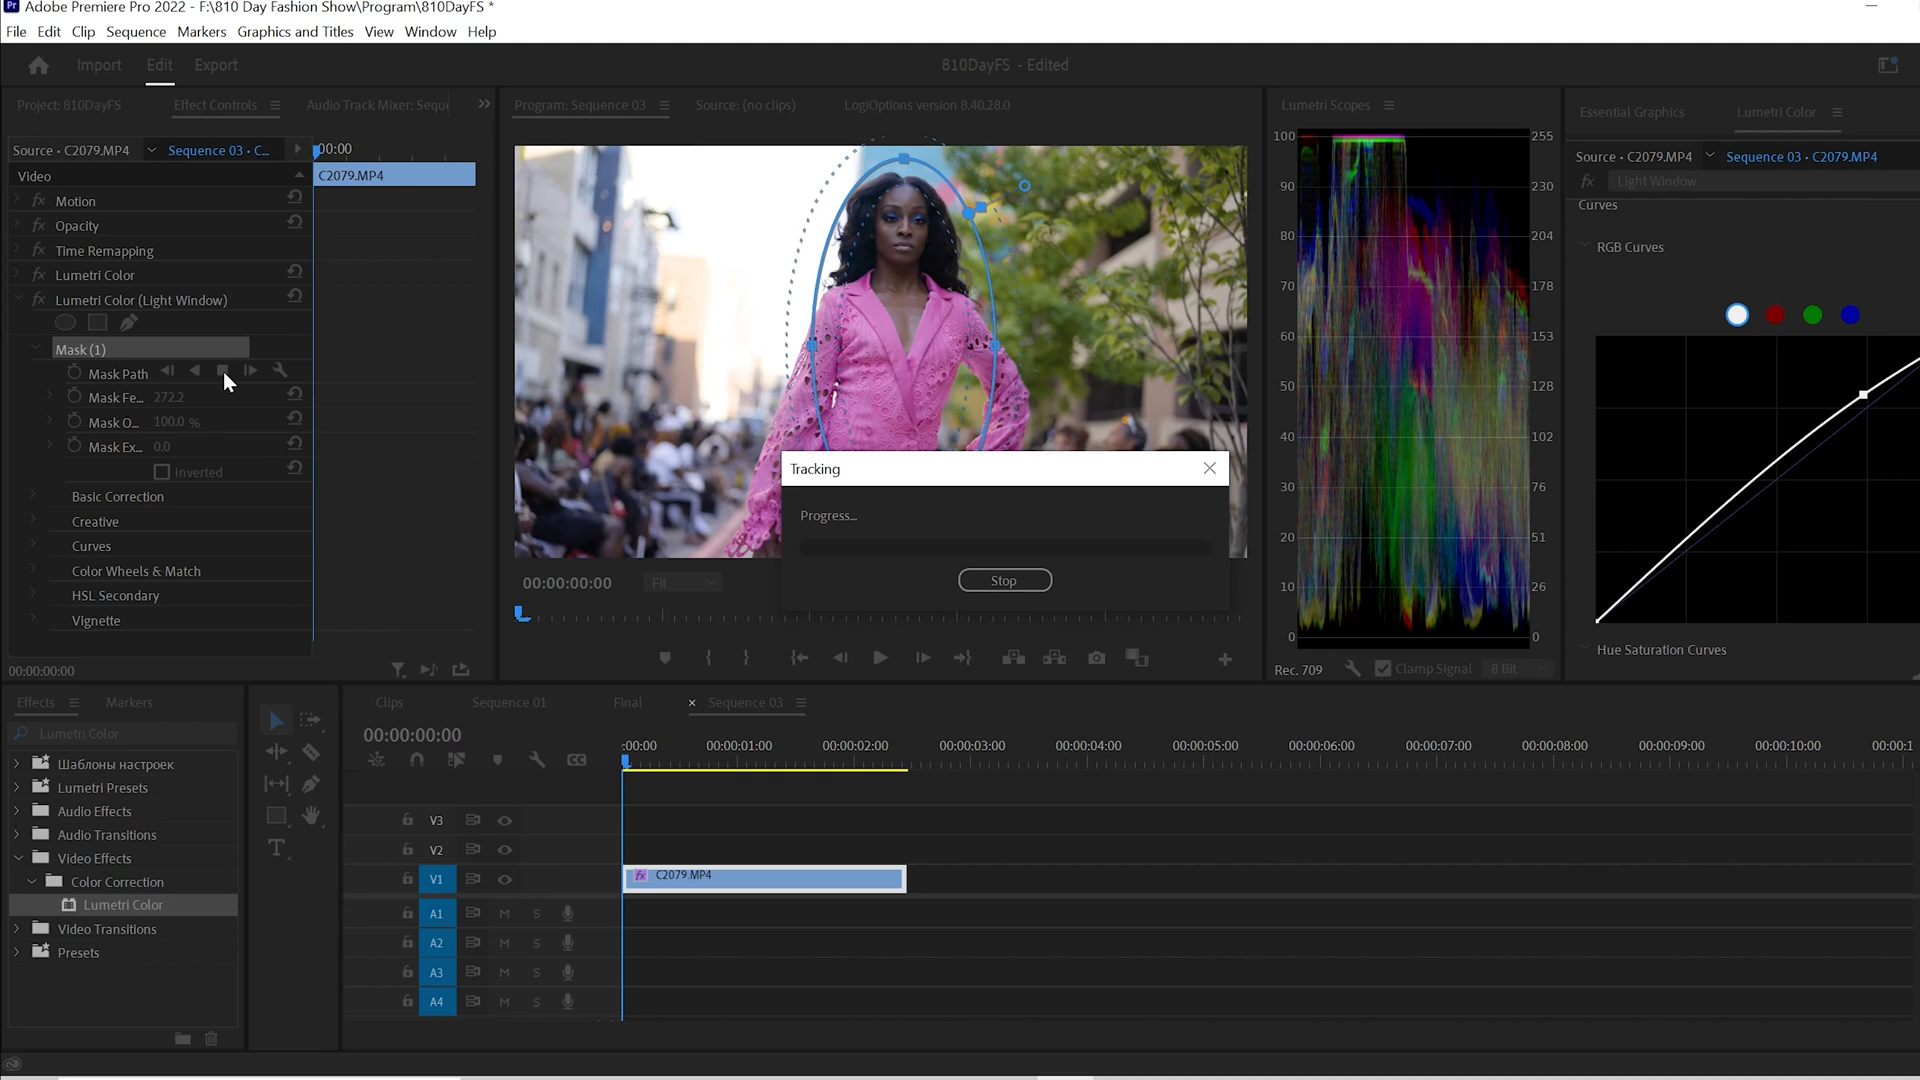 Adobe Premiere Pro 2022 - F:\810 Day Fashion Show\Program\810DayFS *
File Edit Clip Sequence Markers Graphics and Titles View Window Help
Import Edit Export
810DayFS - Edited
Project: 810DayFS Effect Controls Audio Track Mixer: Seque
Program: Sequence 03 Source: (no clips) LogiOptions version 8.40.28.0
Lumetri Scopes
Essential Graphics Lumetri Color
Source • C2079.MP4 Sequence 03 • C...
:00:00
Video
C2079.MP4
Motion
Opacity
Time Remapping
Lumetri Color
Lumetri Color (Light Window)
Mask (1)
Mask Path
Mask Fe... 272.2
Mask O... 100.0 %
Mask Ex... 0.0
Inverted
Basic Correction
Creative
Curves
Color Wheels & Match
HSL Secondary
Vignette
00:00:00:00
Tracking
Progress...
Stop
00:00:00:00 Fit
100 255
90 230
80 204
70 178
60 153
50 128
40 102
30 76
20 51
10 26
0 0
Rec. 709 Clamp Signal 8 Bit
Source • C2079.MP4 Sequence 03 • C2079.MP4
fx Light Window
Curves
RGB Curves
Hue Saturation Curves
Effects Markers
Lumetri Color
Шаблоны настроек
Lumetri Presets
Audio Effects
Audio Transitions
Video Effects
Color Correction
Lumetri Color
Video Transitions
Presets
Clips Sequence 01 Final × Sequence 03
00:00:00:00
:00:00 00:00:01:00 00:00:02:00 00:00:03:00 00:00:04:00 00:00:05:00 00:00:06:00 00:00:07:00 00:00:08:00 00:00:09:00 00:00:10:00 00:00:1
V3
V2
V1 fx C2079.MP4
A1 M S
A2 M S
A3 M S
A4 M S